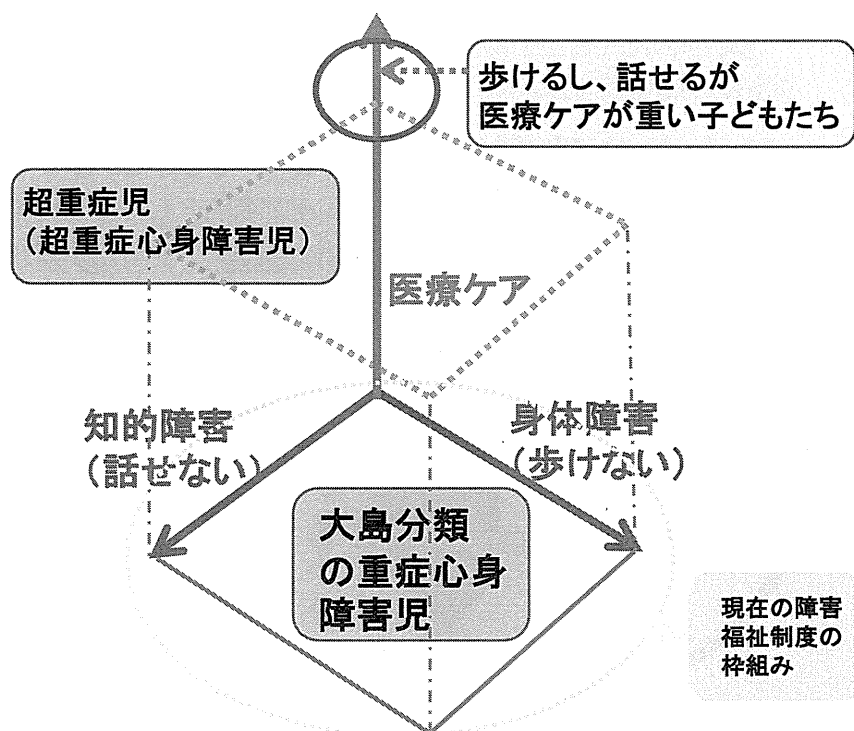 歩けるし、話せるが
医療ケアが重い子どもたち
超重症児
（超重症心身障害児）
医療ケア
知的障害
（話せない）
身体障害
（歩けない）
大島分類
の重症心身
障害児
現在の障害
福祉制度の
枠組み